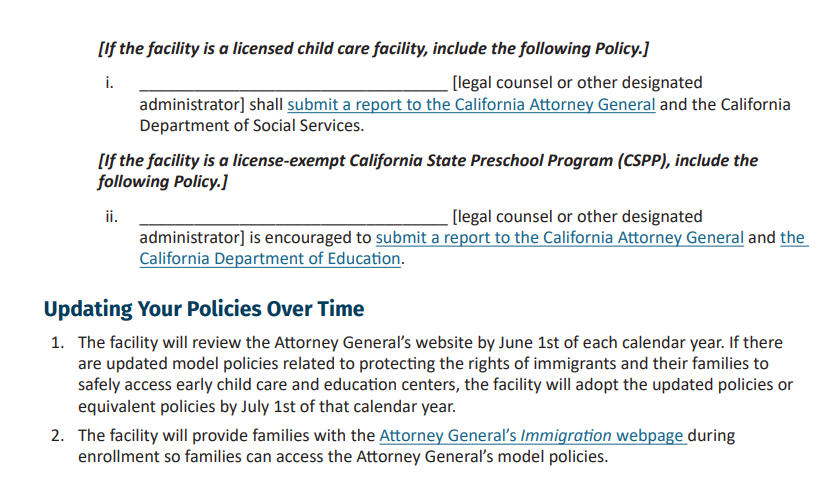 [If the facility is a licensed child care facility, include the following Policy.]
i. ___________________________________ [legal counsel or other designated
administrator] shall submit a report to the California Attorney General and the California
Department of Social Services.
[If the facility is a license-exempt California State Preschool Program (CSPP), include the
following Policy.]
ii. ___________________________________ [legal counsel or other designated
administrator] is encouraged to submit a report to the California Attorney General and the
California Department of Education.
Updating Your Policies Over Time
1. The facility will review the Attorney General’s website by June 1st of each calendar year. If there
are updated model policies related to protecting the rights of immigrants and their families to
safely access early child care and education centers, the facility will adopt the updated policies or
equivalent policies by July 1st of that calendar year.
2. The facility will provide families with the Attorney General’s Immigration webpage during
enrollment so families can access the Attorney General’s model policies.